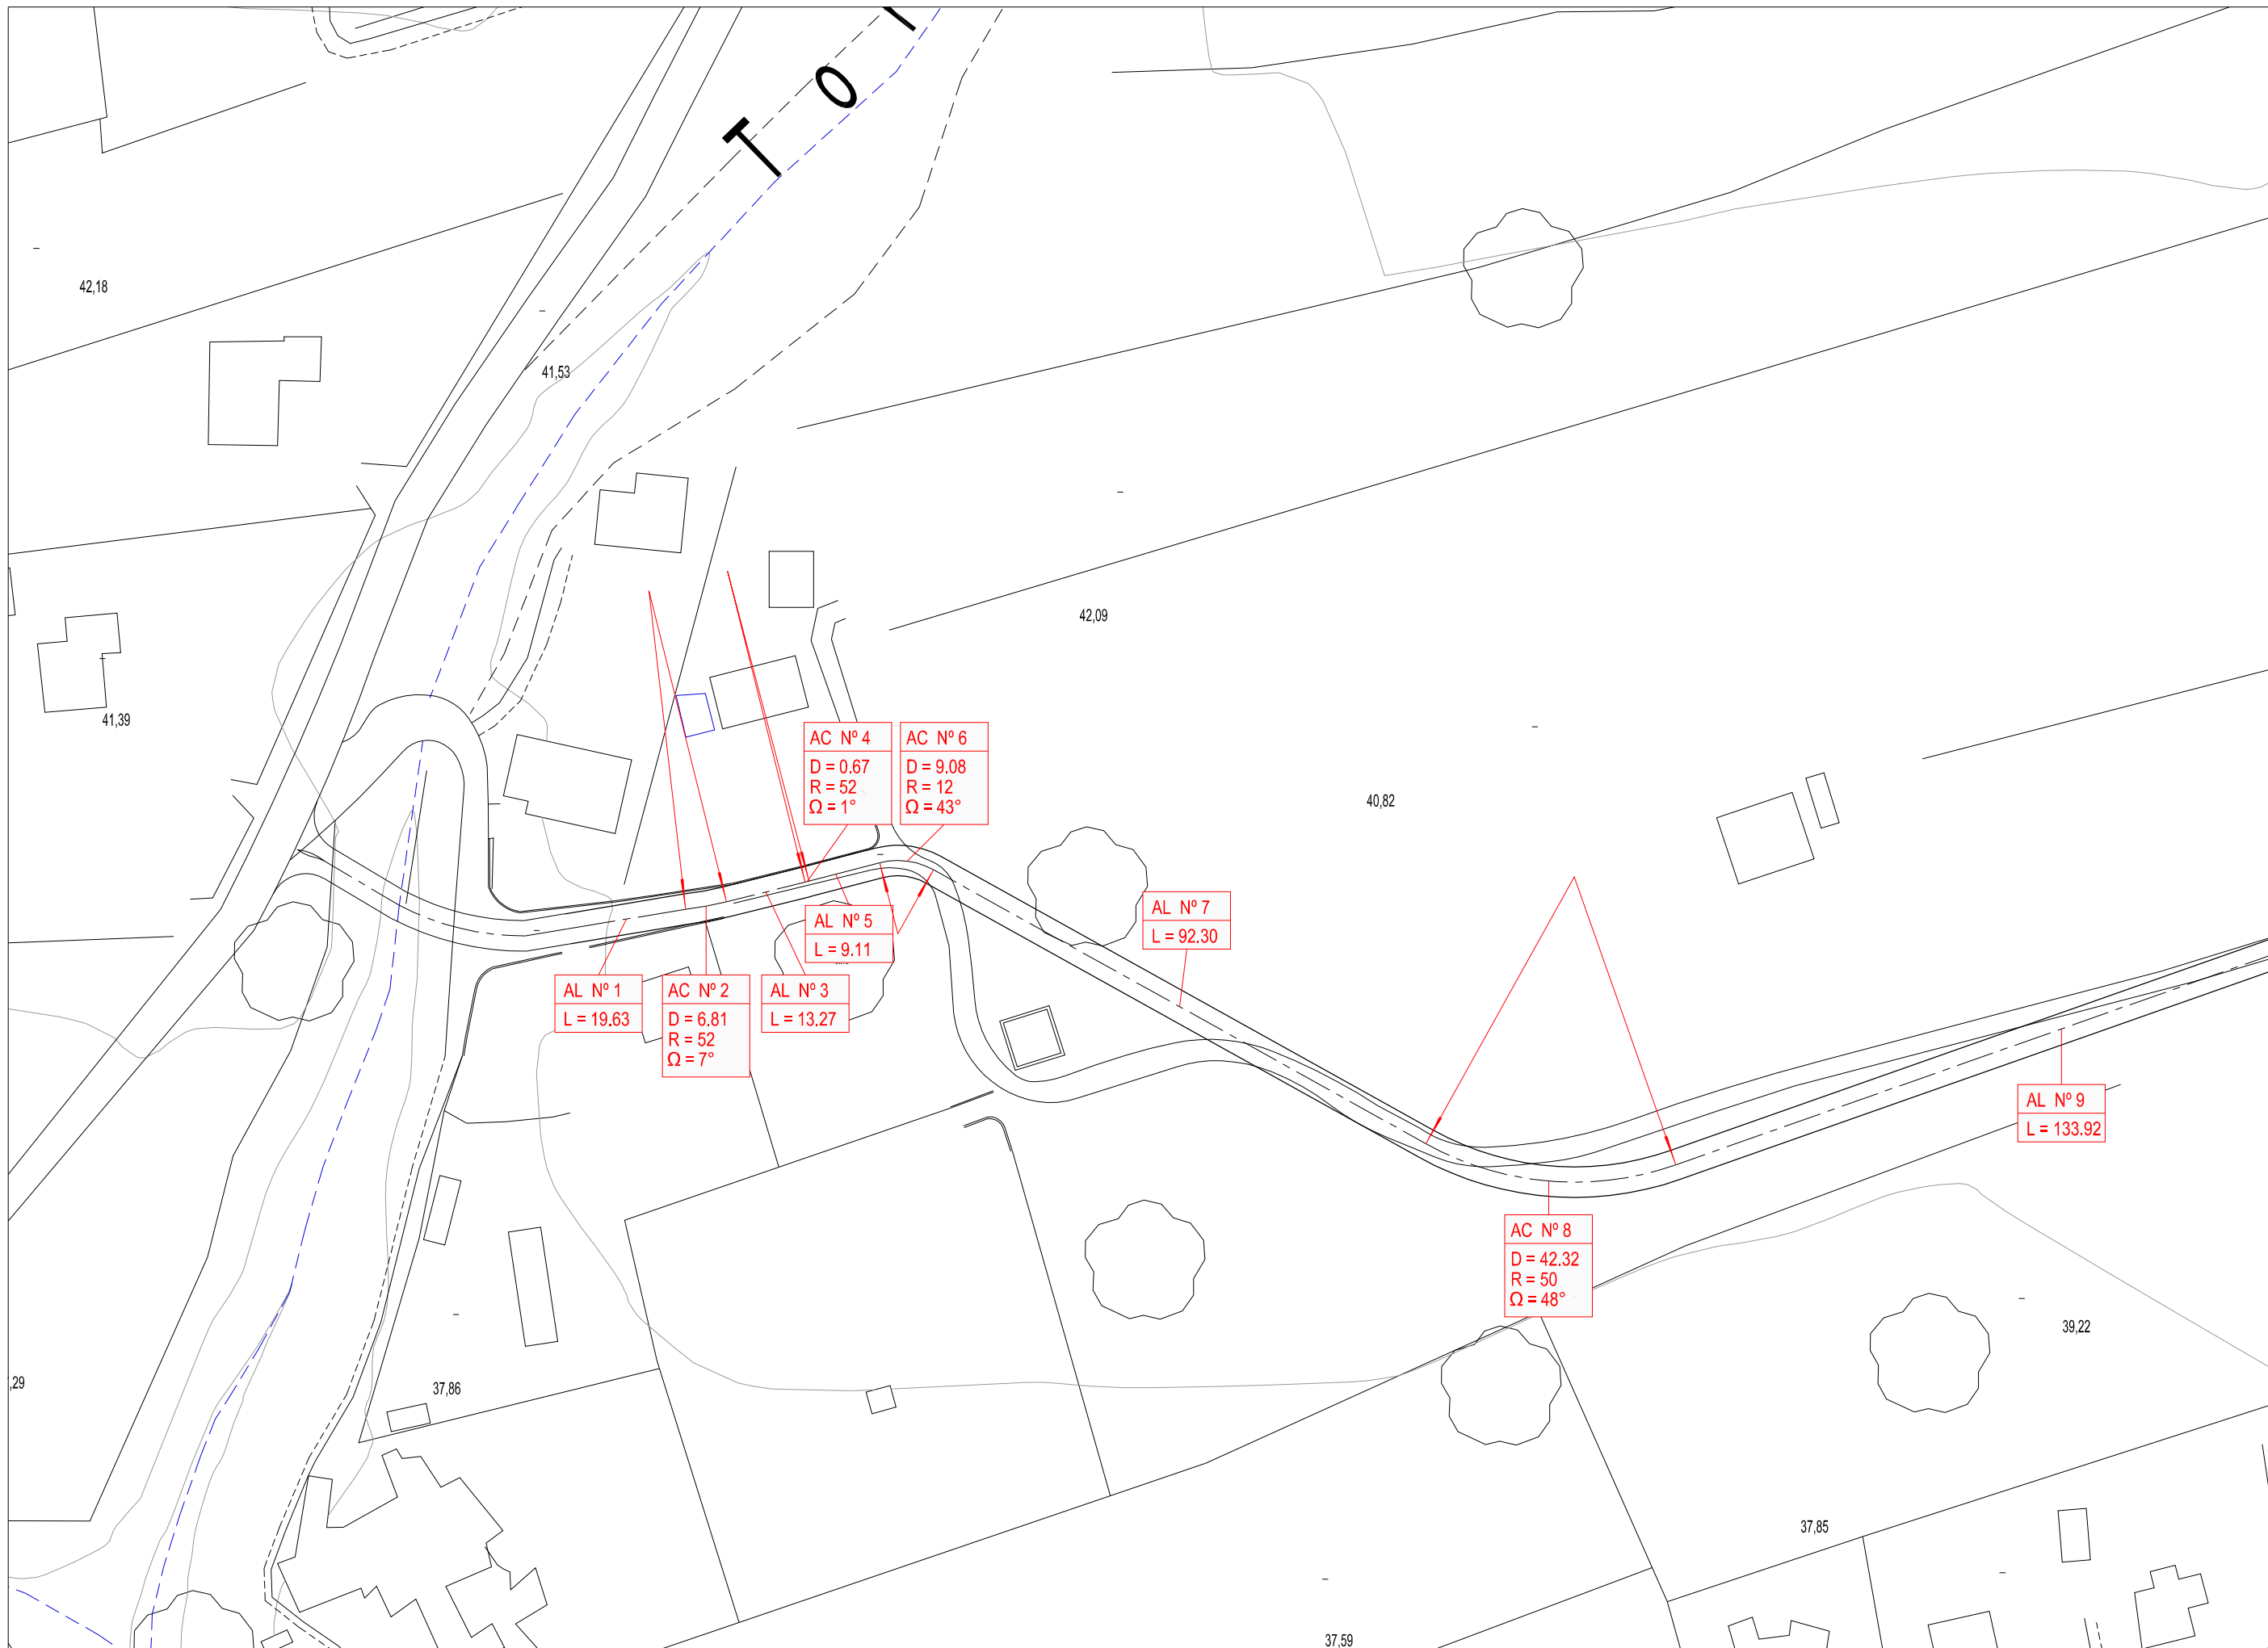 T O
42,18
41,53
42,09
41,39
40,82
AC Nº 4
D = 0.67
R = 52
Ω = 1°
AC Nº 6
D = 9.08
R = 12
Ω = 43°
AL Nº 5
L = 9.11
AL Nº 7
L = 92.30
AL Nº 1
L = 19.63
AC Nº 2
D = 6.81
R = 52
Ω = 7°
AL Nº 3
L = 13.27
AL Nº 9
L = 133.92
AC Nº 8
D = 42.32
R = 50
Ω = 48°
39,22
,29
37,86
37,85
37,59